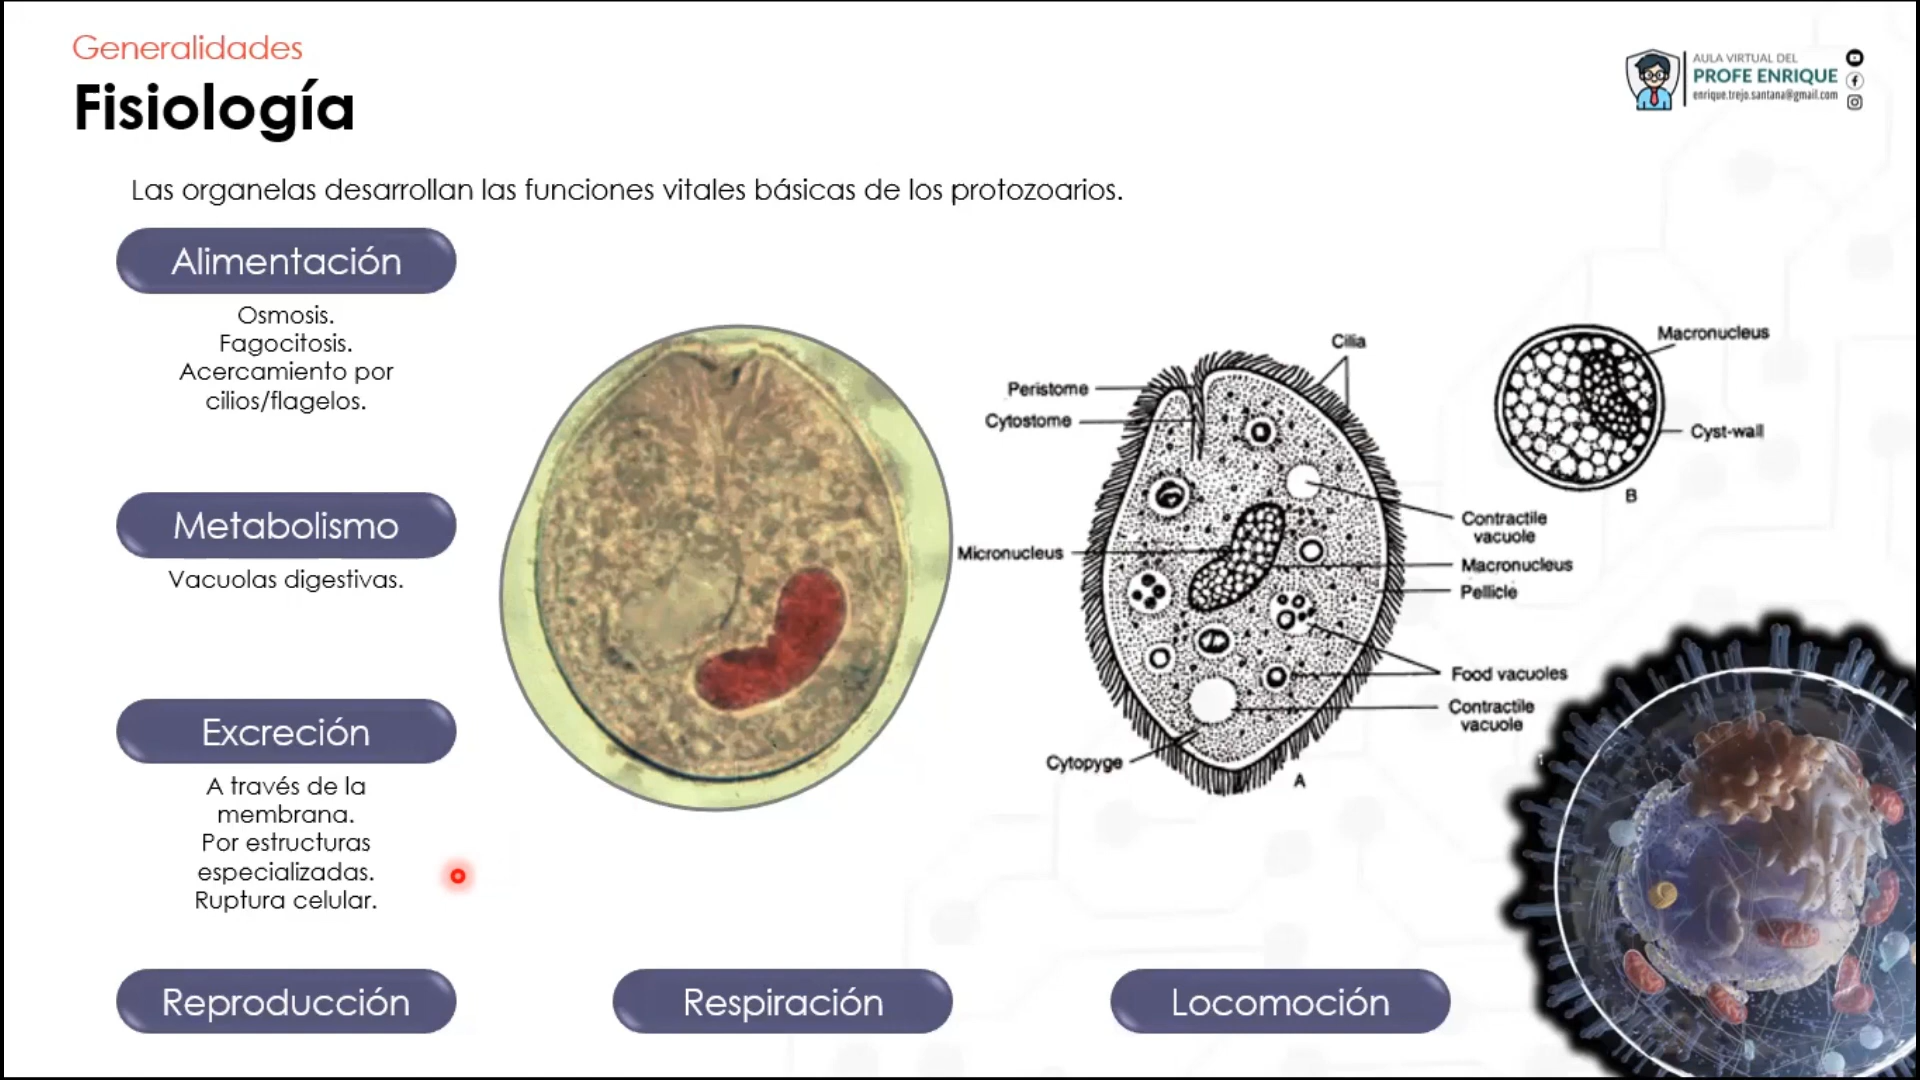 Generalidades
Fisiología
AULA VIRTUAL DEL
PROFE ENRIQUE
enrique.trejo.santana@gmail.com
Las organelas desarrollan las funciones vitales básicas de los protozoarios.
Alimentación
Osmosis.
Fagocitosis.
Acercamiento por
cilios/flagelos.
Metabolismo
Vacuolas digestivas.
Excreción
A través de la
membrana.
Por estructuras
especializadas.
Ruptura celular.
Cilia
Peristome
Cytostome
Micronucleus
Cytopyge
A
Contractile
vacuole
Macronucleus
Pellicle
Food vacuoles
Contractile
vacuole
Macronucleus
Cyst-wall
B
Reproducción
Respiración
Locomoción